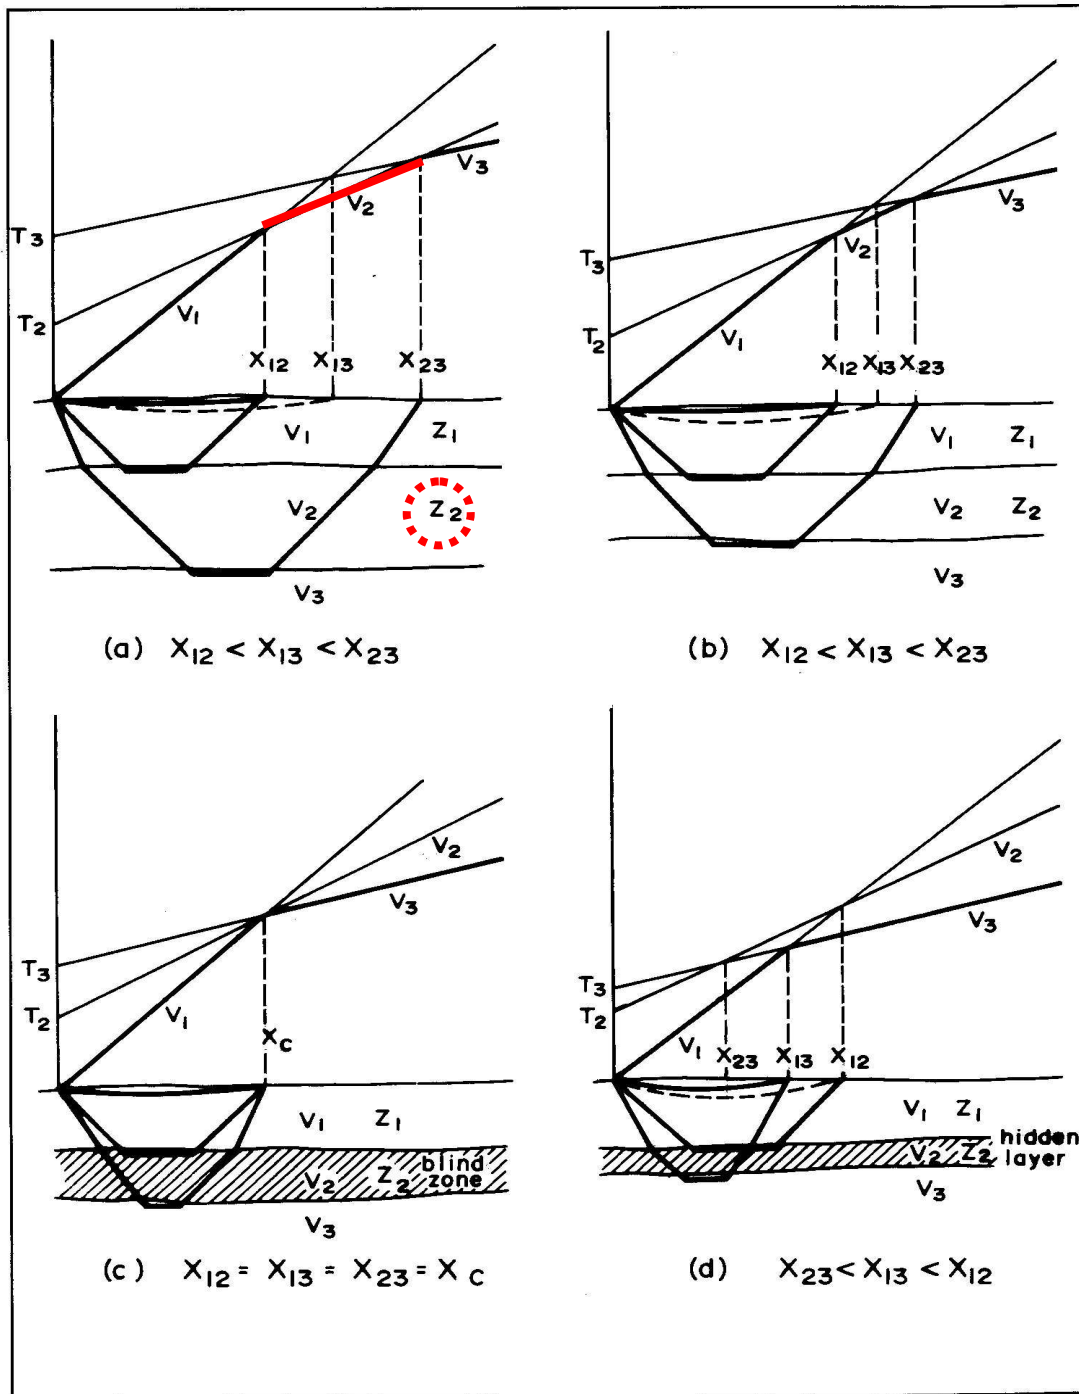 V₃
V₂
T₃
V₁
T₂
X₁₂ X₁₃ X₂₃
V₁ Z₁
V₂ Z₂
V₃
(a) X₁₂ < X₁₃ < X₂₃
V₃
V₂
T₃
V₁
T₂
X₁₂ X₁₃ X₂₃
V₁ Z₁
V₂ Z₂
V₃
(b) X₁₂ < X₁₃ < X₂₃
V₂
V₃
T₃
V₁
T₂
X C
V₁ Z₁
V₂ Z₂ blind
zone
V₃
(c) X₁₂ = X₁₃ = X₂₃ = X C
V₂
V₃
T₃
T₂
V₁ X₂₃ X₁₃ X₁₂
V₁ Z₁
V₂ Z₂ hidden
layer
V₃
(d) X₂₃ < X₁₃ < X₁₂